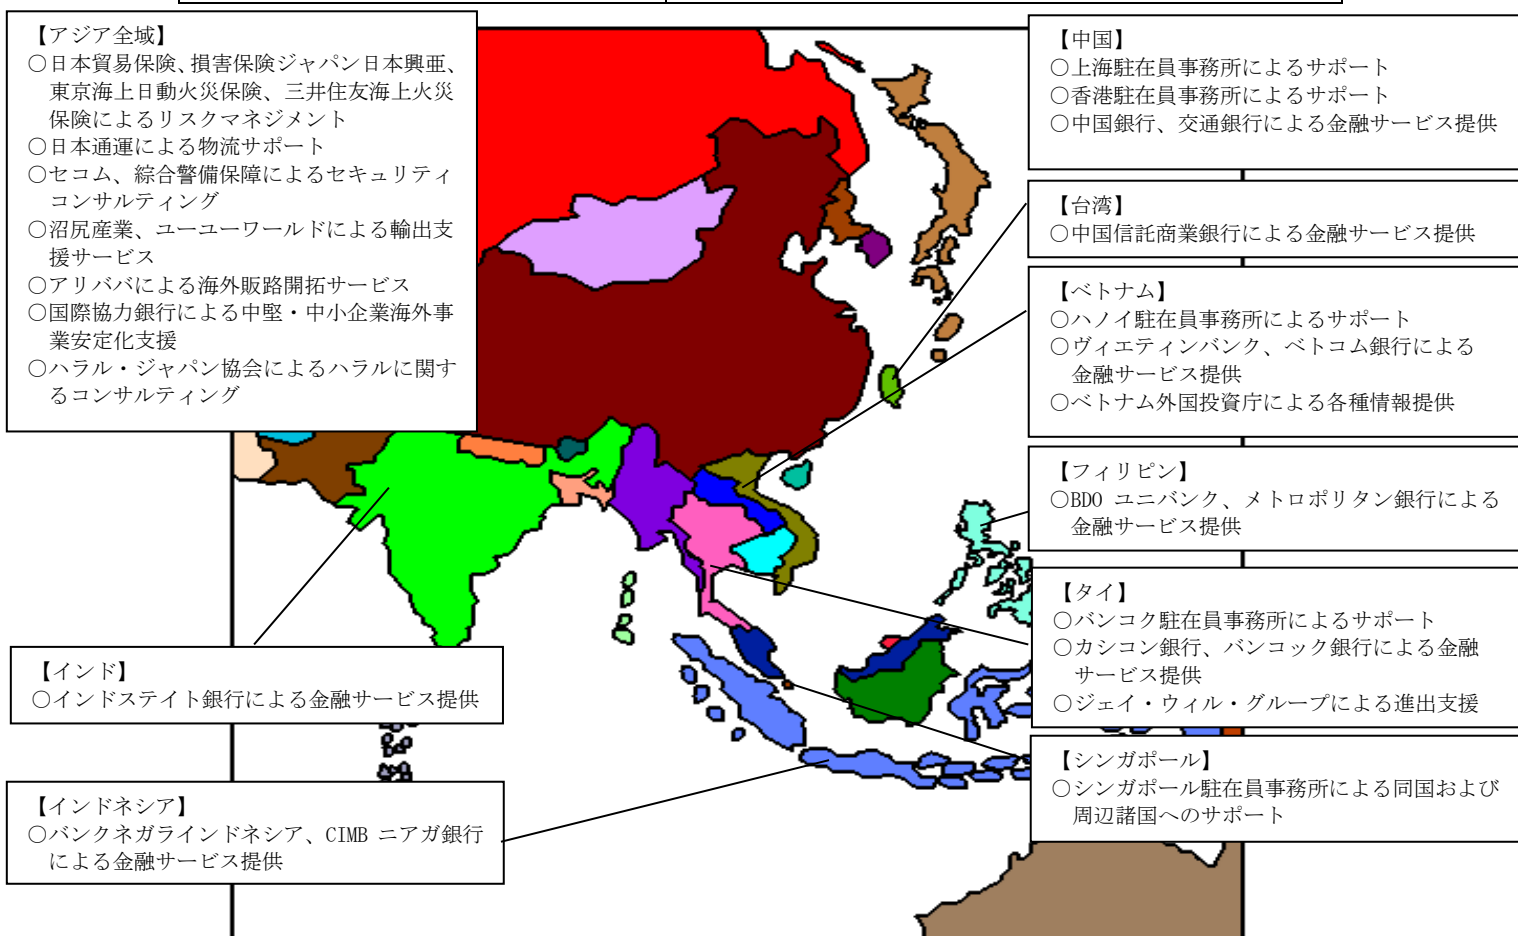 【アジア全域】
○日本貿易保険、損害保険ジャパン日本興亜、
東京海上日動火災保険、三井住友海上火災
保険によるリスクマネジメント
○日本通運による物流サポート
○セコム、綜合警備保障によるセキュリティ
コンサルティング
○沼尻産業、ユーユーワールドによる輸出支
援サービス
○アリババによる海外販路開拓サービス
○国際協力銀行による中堅・中小企業海外事
業安定化支援
○ハラル・ジャパン協会によるハラルに関す
るコンサルティング
【中国】
○上海駐在員事務所によるサポート
○香港駐在員事務所によるサポート
○中国銀行、交通銀行による金融サービス提供
【台湾】
○中国信託商業銀行による金融サービス提供
【ベトナム】
○ハノイ駐在員事務所によるサポート
○ヴィエティンバンク、ベトコム銀行による
金融サービス提供
○ベトナム外国投資庁による各種情報提供
【フィリピン】
○BDO ユニバンク、メトロポリタン銀行による
金融サービス提供
【タイ】
○バンコク駐在員事務所によるサポート
○カシコン銀行、バンコック銀行による金融
サービス提供
○ジェイ・ウィル・グループによる進出支援
【シンガポール】
○シンガポール駐在員事務所による同国および
周辺諸国へのサポート
【インド】
○インドステイト銀行による金融サービス提供
【インドネシア】
○バンクネガラインドネシア、CIMB ニアガ銀行
による金融サービス提供